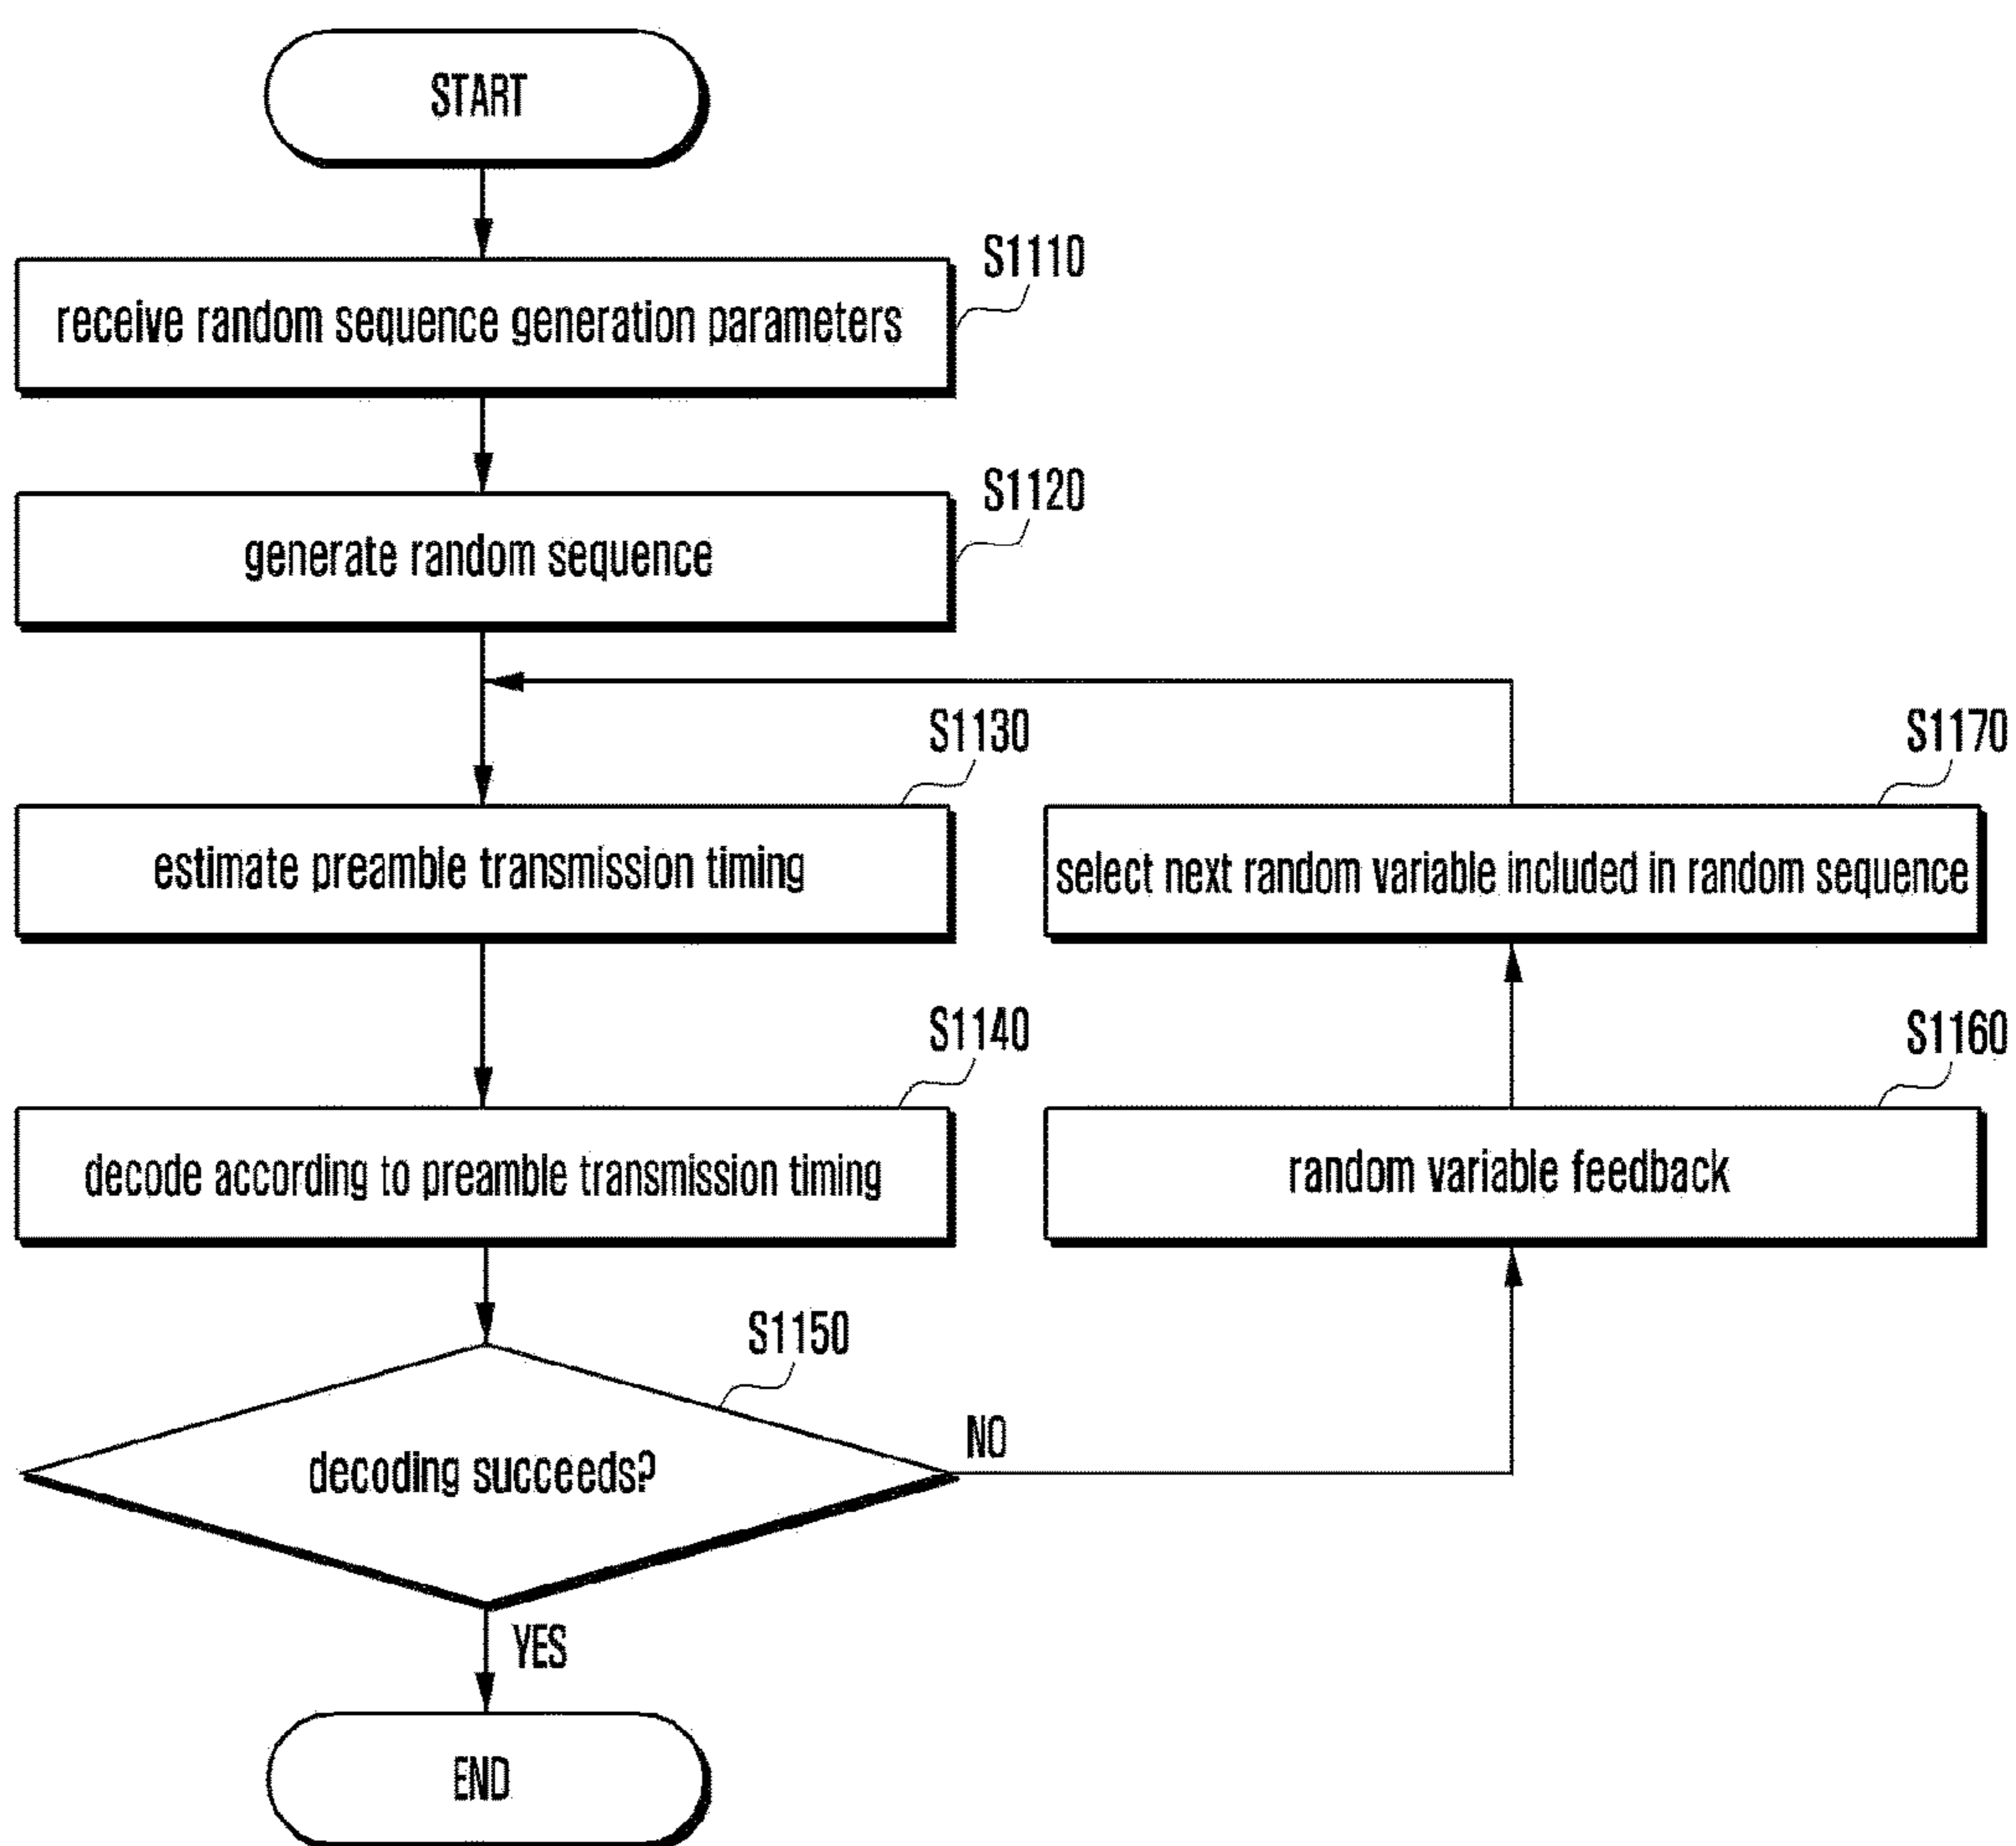 START
S1110
receive random sequence generation parameters
S1120
generate random sequence
S1130
estimate preamble transmission timing
S1170
select next random variable included in random sequence
S1140
decode according to preamble transmission timing
S1160
random variable feedback
S1150
decoding succeeds?
NO
YES
END